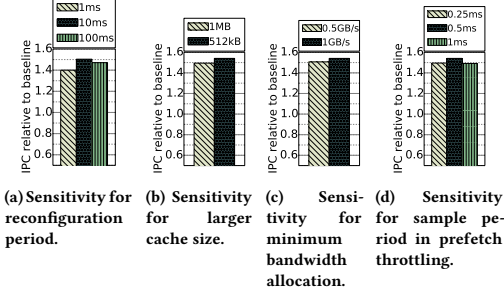 1ms
10ms
100ms
IPC relative to baseline
1.6
1.4
1.2
1.0
0.8
0.6
1MB
512kB
IPC relative to baseline
1.6
1.4
1.2
1.0
0.8
0.6
0.5GB/s
1GB/s
IPC relative to baseline
1.6
1.4
1.2
1.0
0.8
0.6
0.25ms
0.5ms
1ms
IPC relative to baseline
1.6
1.4
1.2
1.0
0.8
0.6
(a) Sensitivity for
reconfiguration
period.
(b) Sensitivity
for larger
cache size.
(c) Sensi-
tivity for
minimum
bandwidth
allocation.
(d) Sensitivity
for sample pe-
riod in prefetch
throttling.